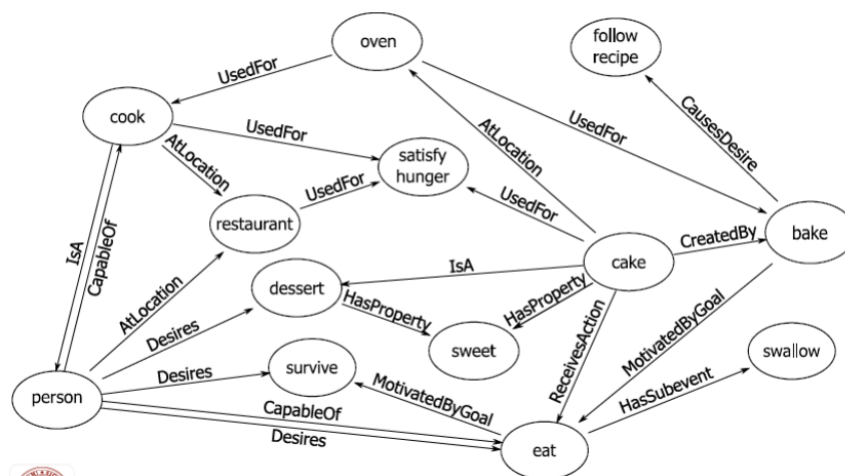 oven
follow
recipe
UsedFor
cook
UsedFor
AtLocation
UsedFor
CausesDesire
AtLocation
satisfy
hunger
UsedFor
UsedFor
restaurant
IsA
CapableOf
CreatedBy
bake
cake
IsA
AtLocation
dessert
HasProperty
HasProperty
Desires
sweet
ReceivesAction
MotivatedByGoal
swallow
survive
Desires
MotivatedByGoal
HasSubevent
person
CapableOf
Desires
eat